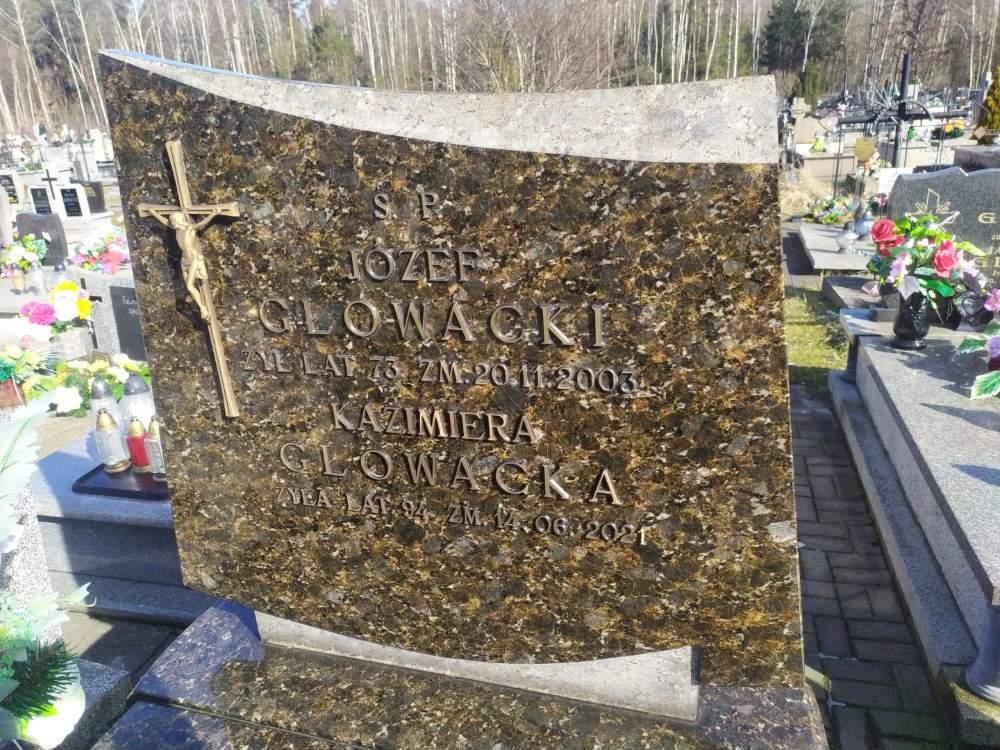 Ś. P.
JÓZEF
GŁOWACKI
ŻYŁ LAT 73. ZM. 20.11.2003.
KAZIMIERA
GŁOWACKA
ŻYŁA LAT 94. ZM. 14.06.2021